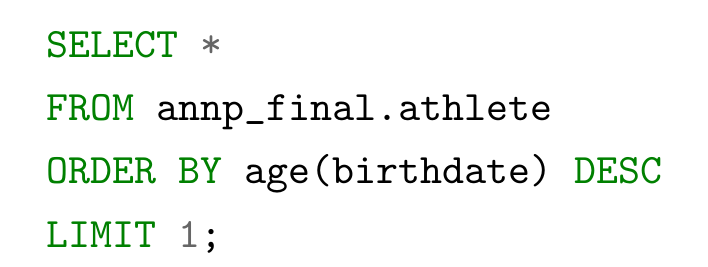 SELECT *
FROM annp_final.athlete
ORDER BY age(birthdate) DESC
LIMIT 1;